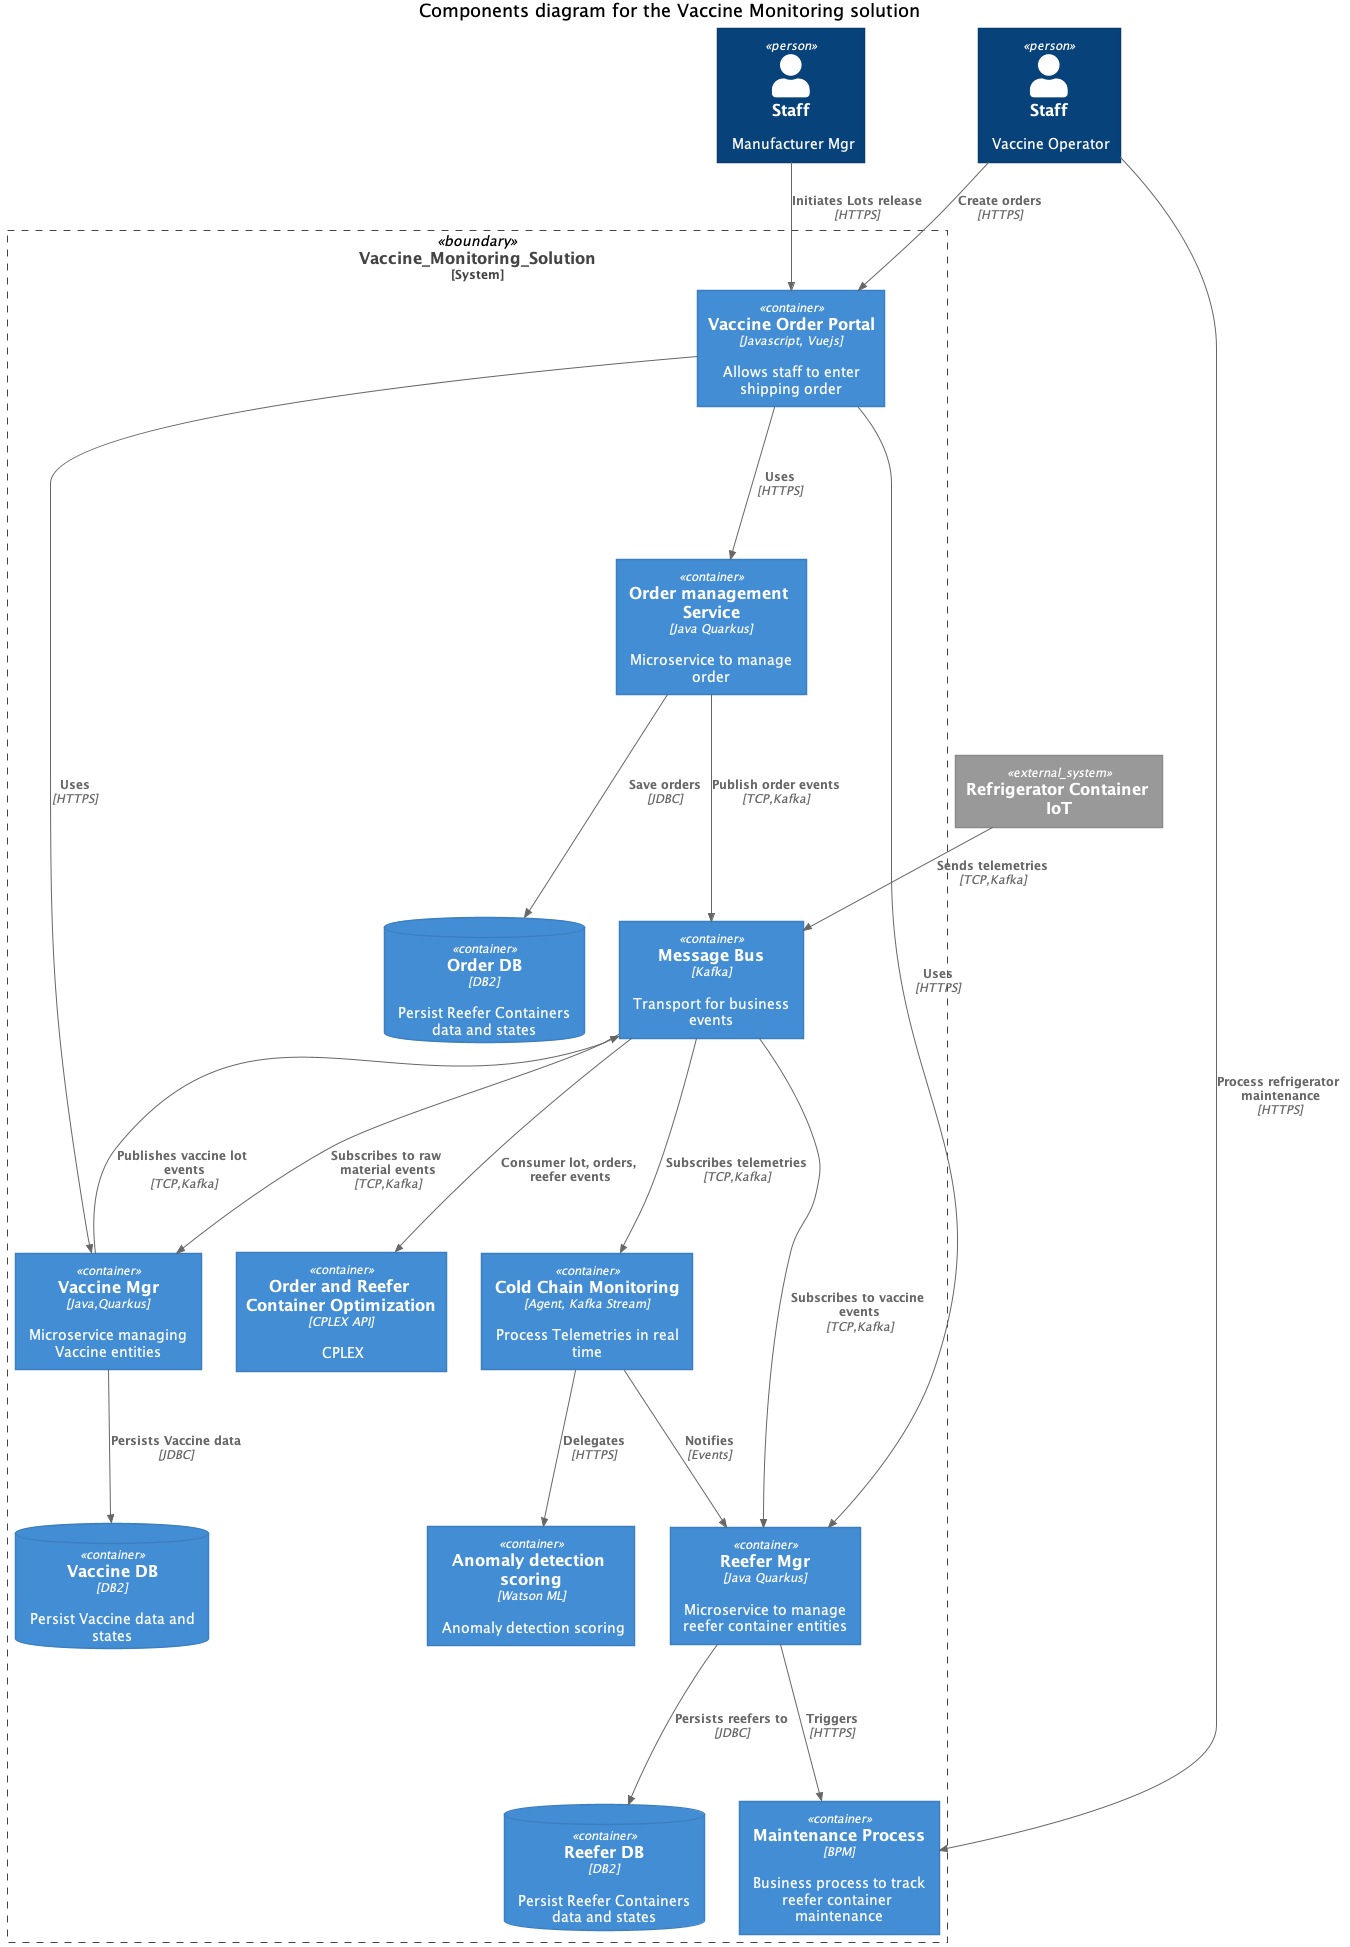 Components diagram for the Vaccine Monitoring solution
«person»
Staff
Manufacturer Mgr
«person»
Staff
Vaccine Operator
Initiates Lots release
[HTTPS]
Create orders
[HTTPS]
«boundary»
Vaccine_Monitoring_Solution
[System]
«container»
Vaccine Order Portal
[Javascript, Vuejs]
Allows staff to enter
shipping order
Uses
[HTTPS]
«container»
Order management
Service
[Java Quarkus]
Microservice to manage
order
Uses
[HTTPS]
Save orders
[JDBC]
Publish order events
[TCP,Kafka]
«external_system»
Refrigerator Container
IoT
Sends telemetries
[TCP,Kafka]
«container»
Order DB
[DB2]
Persist Reefer Containers
data and states
«container»
Message Bus
[Kafka]
Transport for business
events
Uses
[HTTPS]
Process refrigerator
maintenance
[HTTPS]
Publishes vaccine lot
events
[TCP,Kafka]
Subscribes to raw
material events
[TCP,Kafka]
Consumer lot, orders,
reefer events
Subscribes telemetries
[TCP,Kafka]
«container»
Vaccine Mgr
[Java,Quarkus]
Microservice managing
Vaccine entities
«container»
Order and Reefer
Container Optimization
[CPLEX API]
CPLEX
«container»
Cold Chain Monitoring
[Agent, Kafka Stream]
Process Telemetries in real
time
Subscribes to vaccine
events
[TCP,Kafka]
Persists Vaccine data
[JDBC]
Delegates
[HTTPS]
Notifies
[Events]
«container»
Vaccine DB
[DB2]
Persist Vaccine data and
states
«container»
Anomaly detection
scoring
[Watson ML]
Anomaly detection scoring
«container»
Reefer Mgr
[Java Quarkus]
Microservice to manage
reefer container entities
Persists reefers to
[JDBC]
Triggers
[HTTPS]
«container»
Reefer DB
[DB2]
Persist Reefer Containers
data and states
«container»
Maintenance Process
[BPM]
Business process to track
reefer container
maintenance